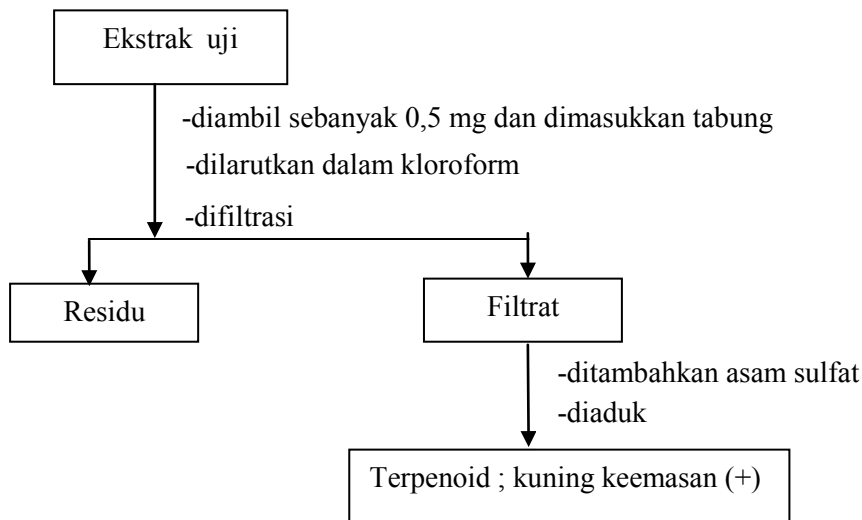 Ekstrak uji
-diambil sebanyak 0,5 mg dan dimasukkan tabung
-dilarutkan dalam kloroform
-difiltrasi
Residu
Filtrat
-ditambahkan asam sulfat
-diaduk
Terpenoid ; kuning keemasan (+)